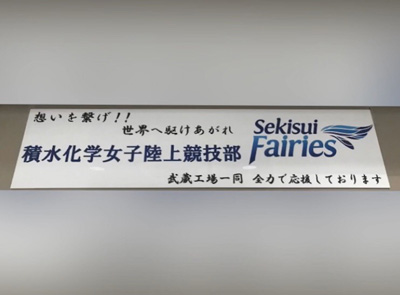 想いを繋げ!!
世界へ駆けあがれ
積水化学女子陸上競技部
Sekisui
Fairies
武蔵工場一同 全力で応援しております